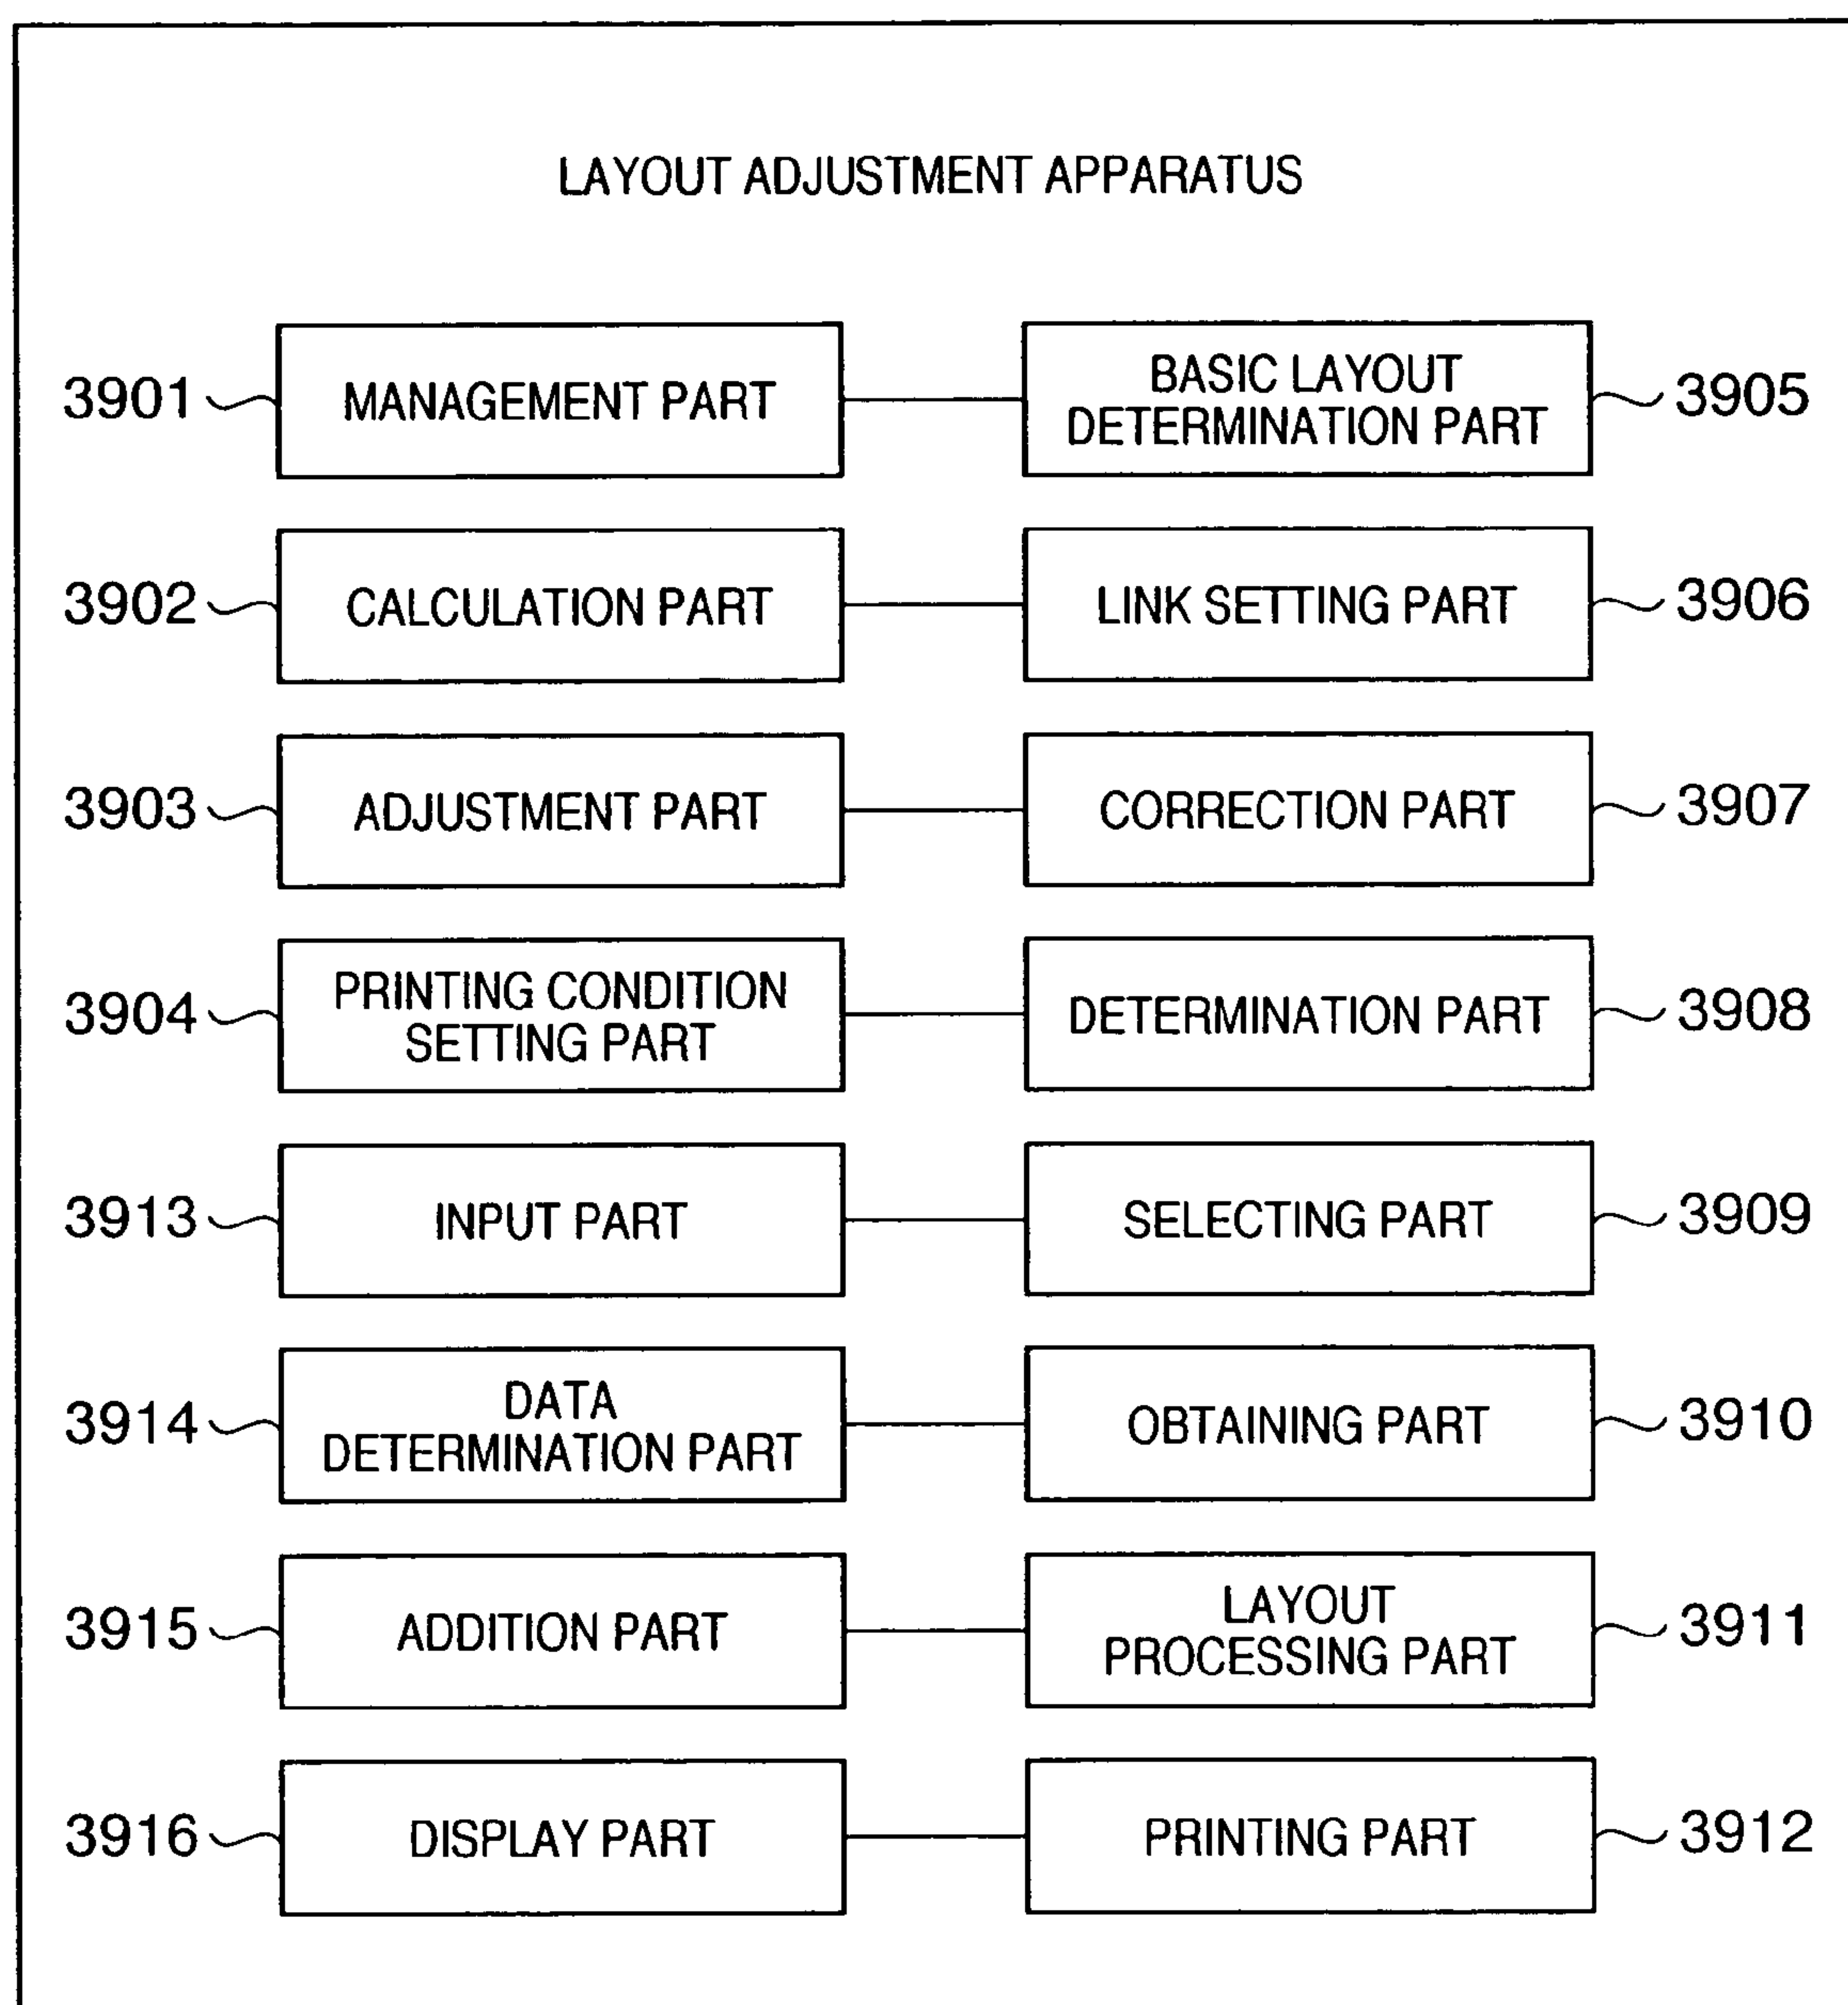 LAYOUT ADJUSTMENT APPARATUS
3901
MANAGEMENT PART
BASIC LAYOUT
DETERMINATION PART
3905
3902
CALCULATION PART
LINK SETTING PART
3906
3903
ADJUSTMENT PART
CORRECTION PART
3907
3904
PRINTING CONDITION
SETTING PART
DETERMINATION PART
3908
3913
INPUT PART
SELECTING PART
3909
3914
DATA
DETERMINATION PART
OBTAINING PART
3910
3915
ADDITION PART
LAYOUT
PROCESSING PART
3911
3916
DISPLAY PART
PRINTING PART
3912